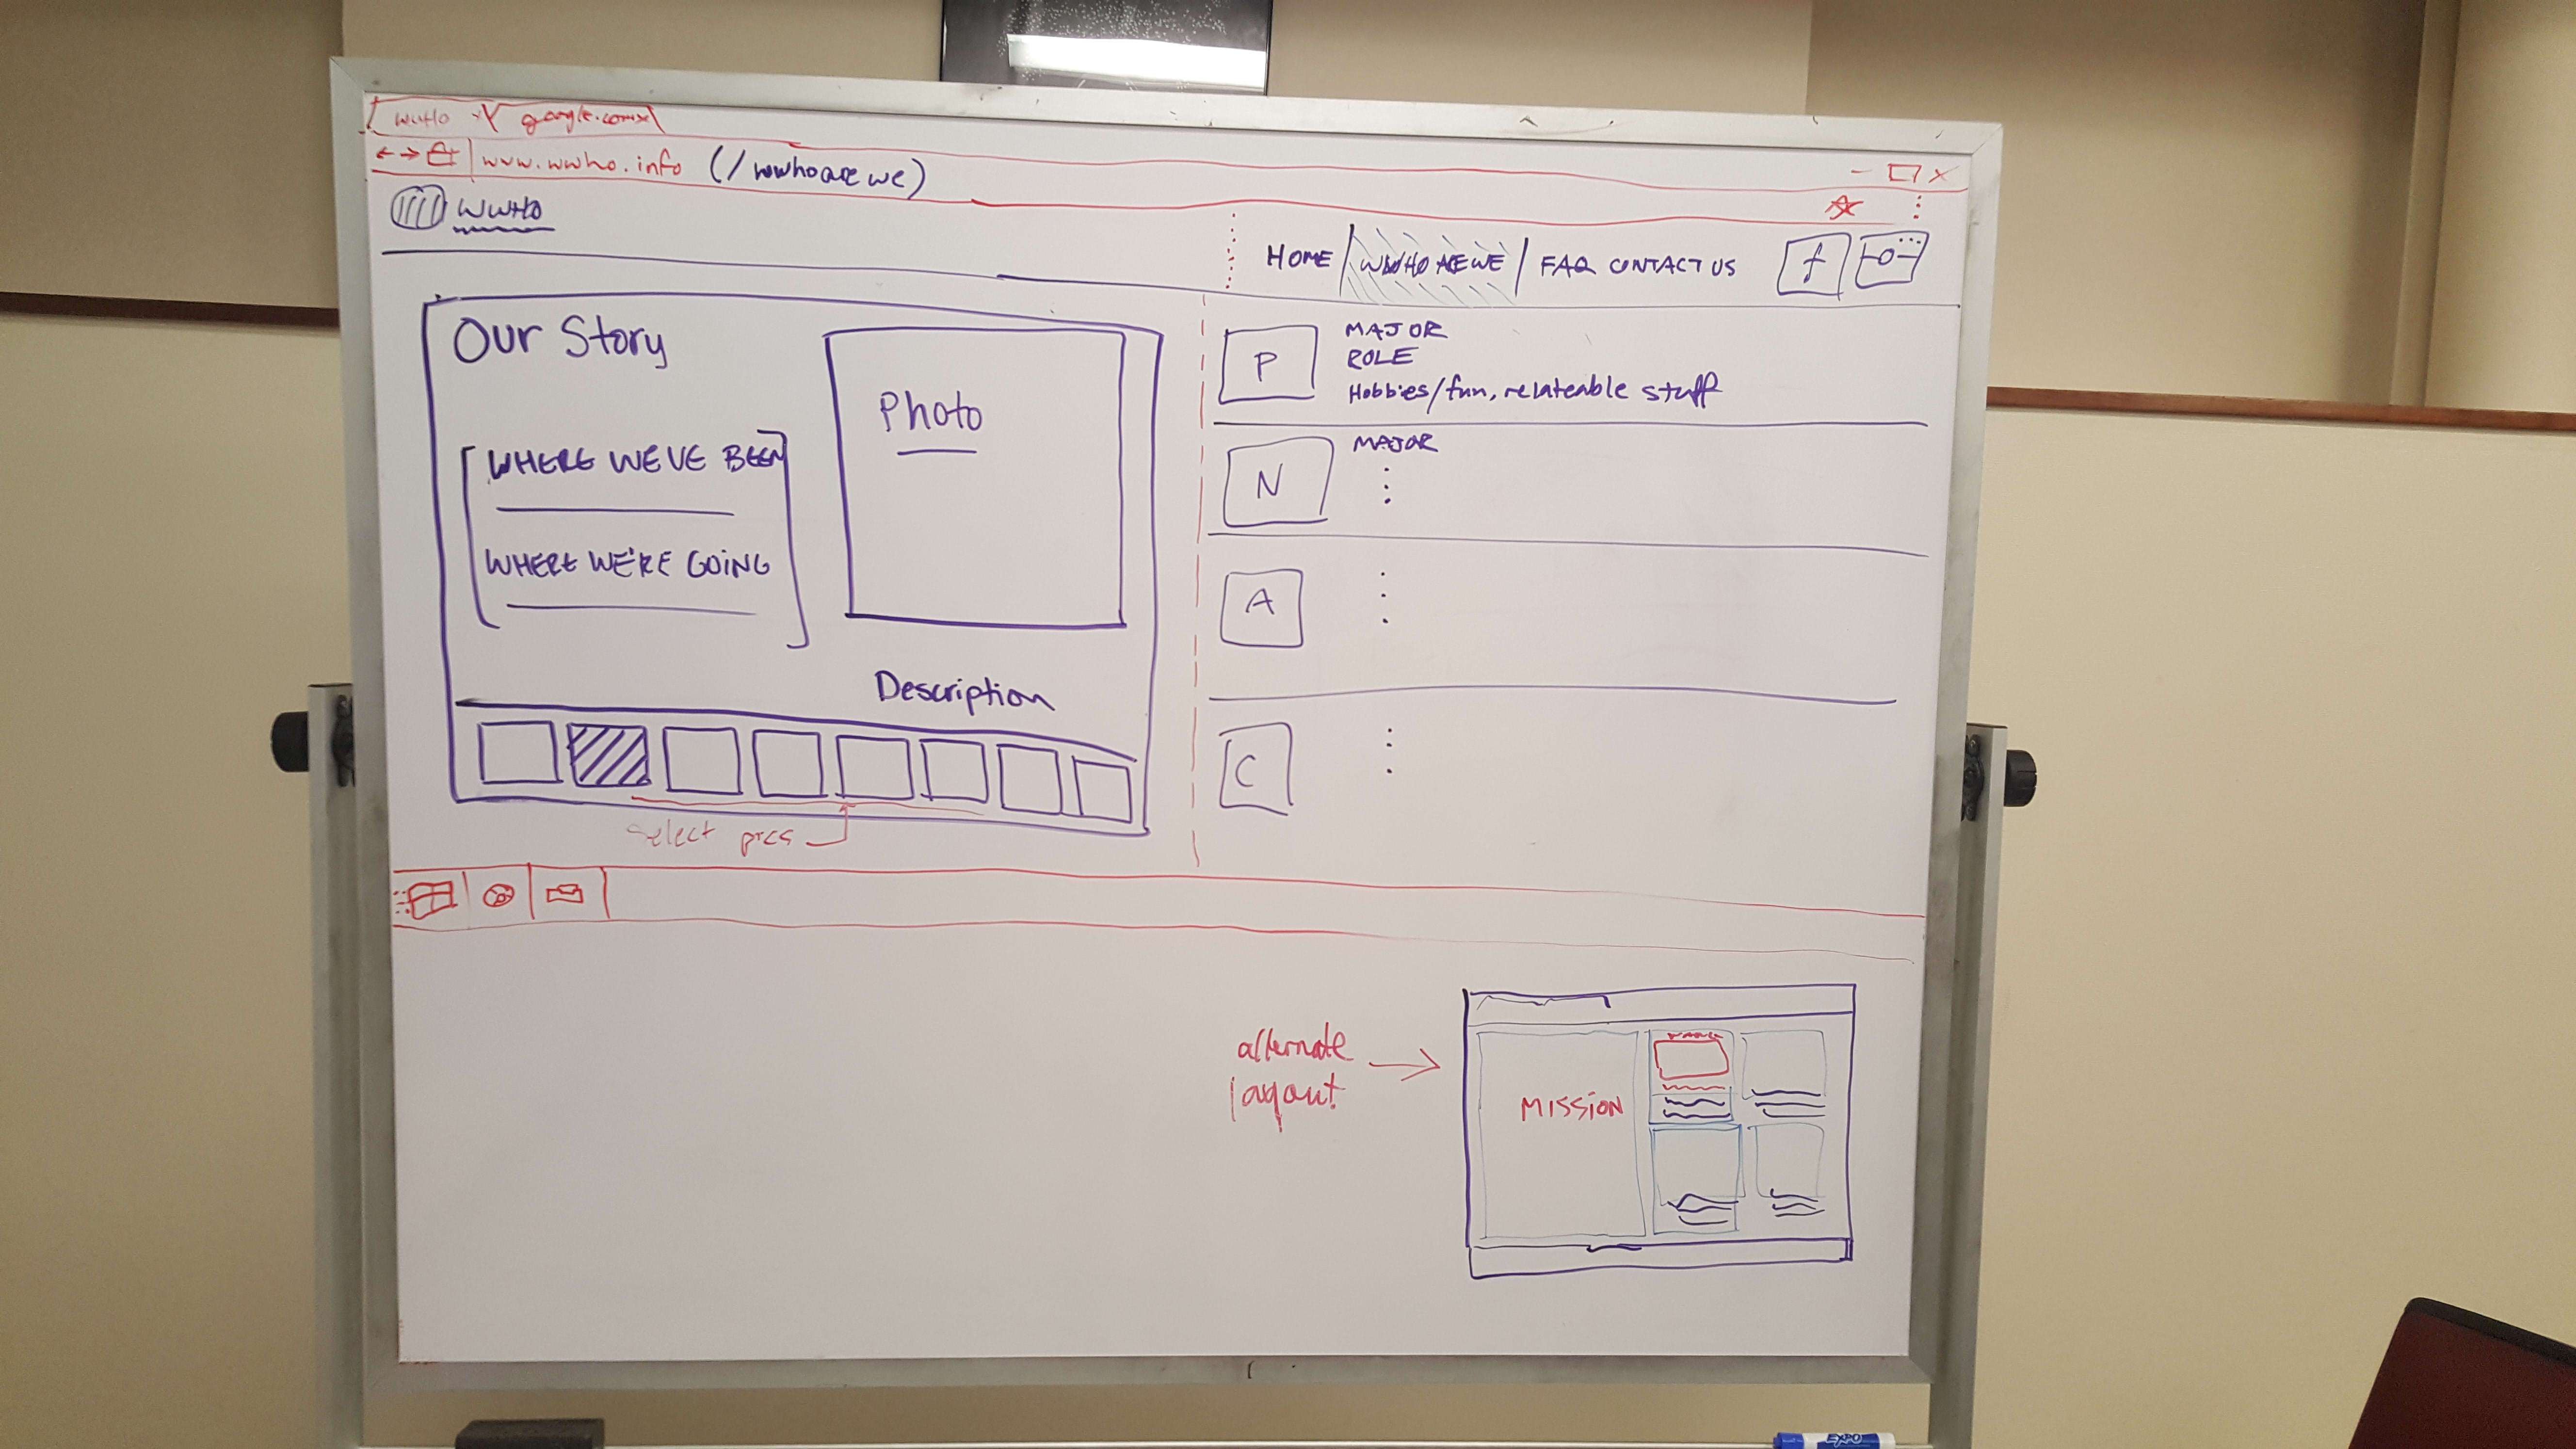 WWHO x google.com x
www.wwho.info (/wwhoarewe)
WWHO
HOME / WWHO ARE WE / FAQ CONTACT US f
Our Story
Photo
WHERE WE'VE BEEN
WHERE WE'RE GOING
Description
select pics
P
MAJOR
ROLE
Hobbies/fun, relateable stuff
N
MAJOR
A
C
alternate
layout
MISSION
EXPO